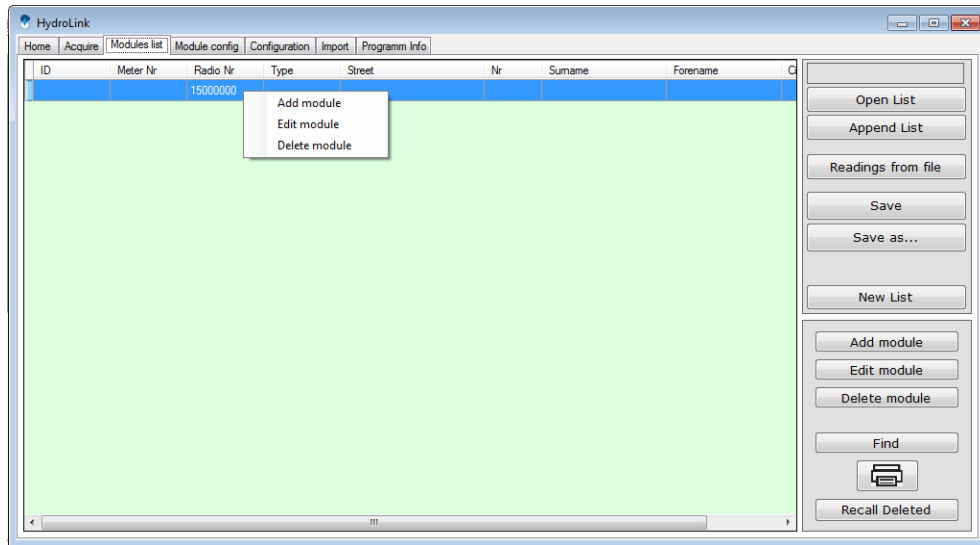 HydroLink
Home Acquire Modules list Module config Configuration Import Programm Info
ID Meter Nr Radio Nr Type Street Nr Surname Forename
15000000
Add module
Edit module
Delete module
Open List
Append List
Readings from file
Save
Save as...
New List
Add module
Edit module
Delete module
Find
Recall Deleted